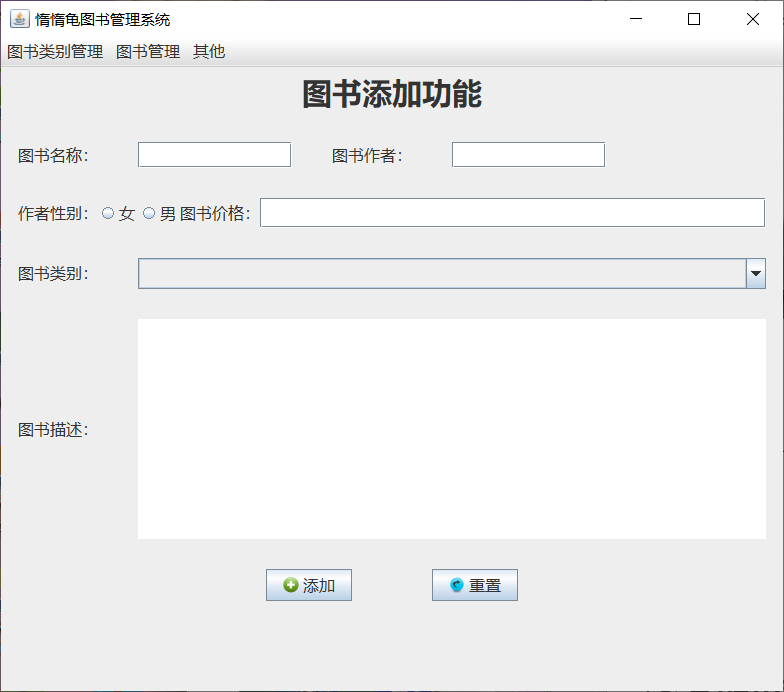 惰惰龟图书管理系统
图书类别管理 图书管理 其他
图书添加功能
图书名称： 图书作者：
作者性别： 女 男 图书价格：
图书类别：
图书描述：
添加 重置